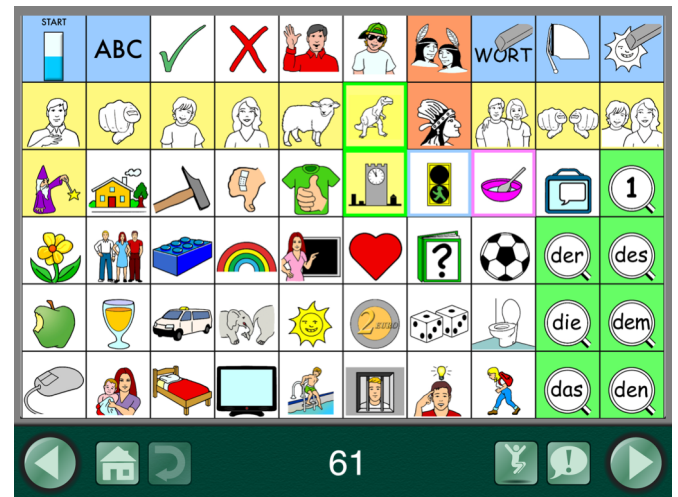 START
ABC
WORT
1
?
der
des
2 EURO
die
dem
das
den
61
!